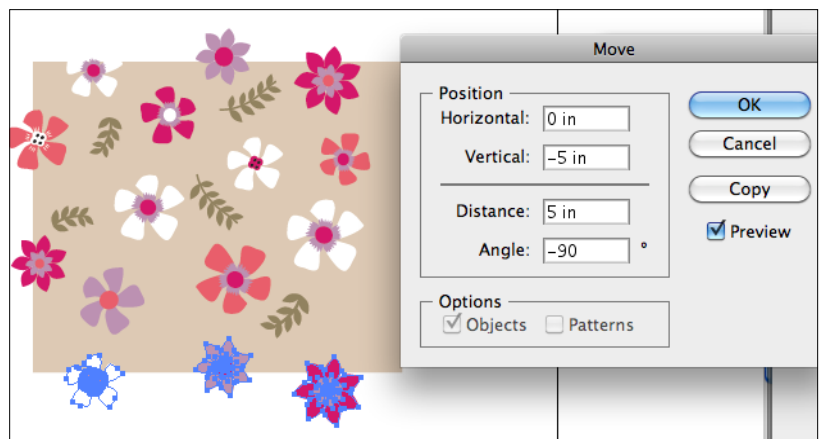 Move
Position
Horizontal: 0 in
Vertical: −5 in
Distance: 5 in
Angle: −90 °
Options
Objects Patterns
OK
Cancel
Copy
Preview